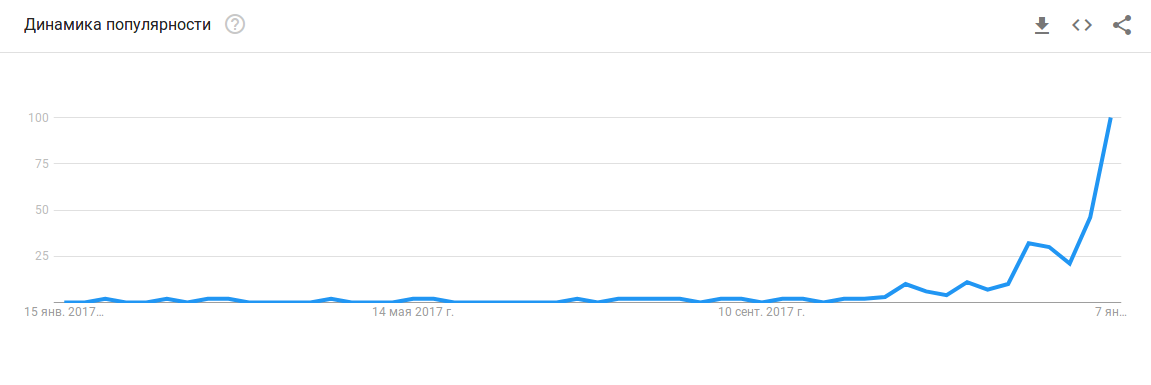 Динамика популярности ?
100
75
50
25
15 янв. 2017…
14 мая 2017 г.
10 сент. 2017 г.
7 ян…